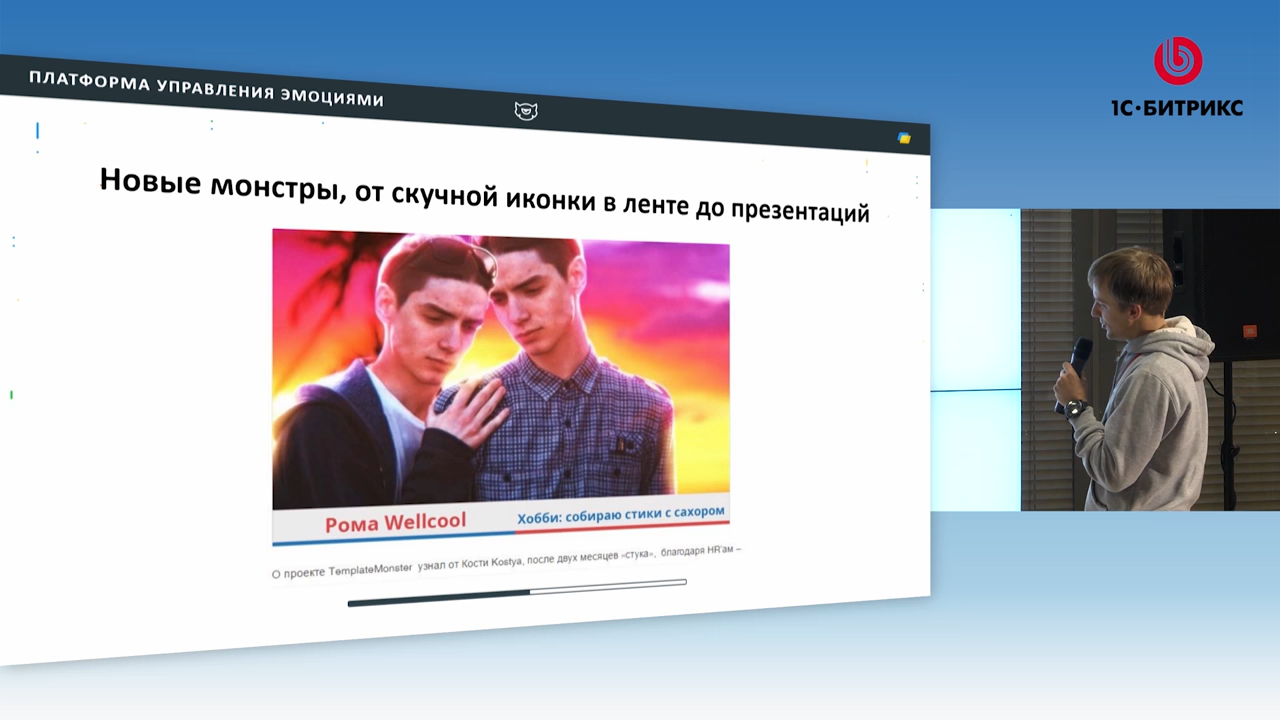 ПЛАТФОРМА УПРАВЛЕНИЯ ЭМОЦИЯМИ
1С·БИТРИКС
Новые монстры, от скучной иконки в ленте до презентаций
Рома Wellcool
Хобби: собираю стики с сахором
О проекте TemplateMonster узнал от Кости Kostya, после двух месяцев «стука», благодаря HR'ам –